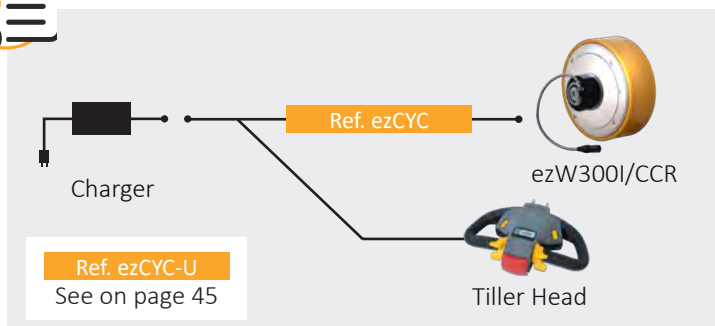 Ref. ezCYC
ezW300I/CCR
Charger
Ref. ezCYC-U
See on page 45
Tiller Head